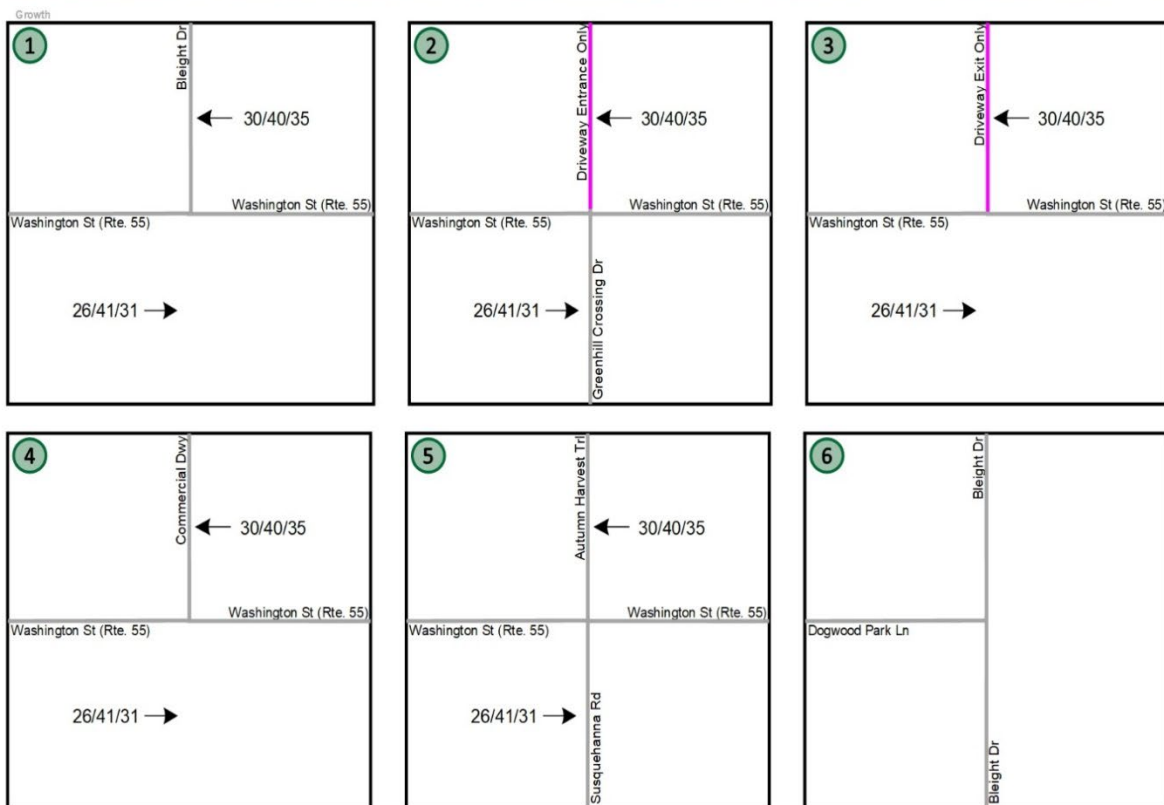 Growth
1
Bleight Dr
30/40/35
Washington St (Rte. 55)
Washington St (Rte. 55)
26/41/31
2
Driveway Entrance Only
30/40/35
Washington St (Rte. 55)
Washington St (Rte. 55)
26/41/31
Greenhill Crossing Dr
3
Driveway Exit Only
30/40/35
Washington St (Rte. 55)
Washington St (Rte. 55)
26/41/31
4
Commercial Dwy
30/40/35
Washington St (Rte. 55)
Washington St (Rte. 55)
26/41/31
5
Autumn Harvest Trl
30/40/35
Washington St (Rte. 55)
Washington St (Rte. 55)
26/41/31
Susquehanna Rd
6
Bleight Dr
Dogwood Park Ln
Bleight Dr